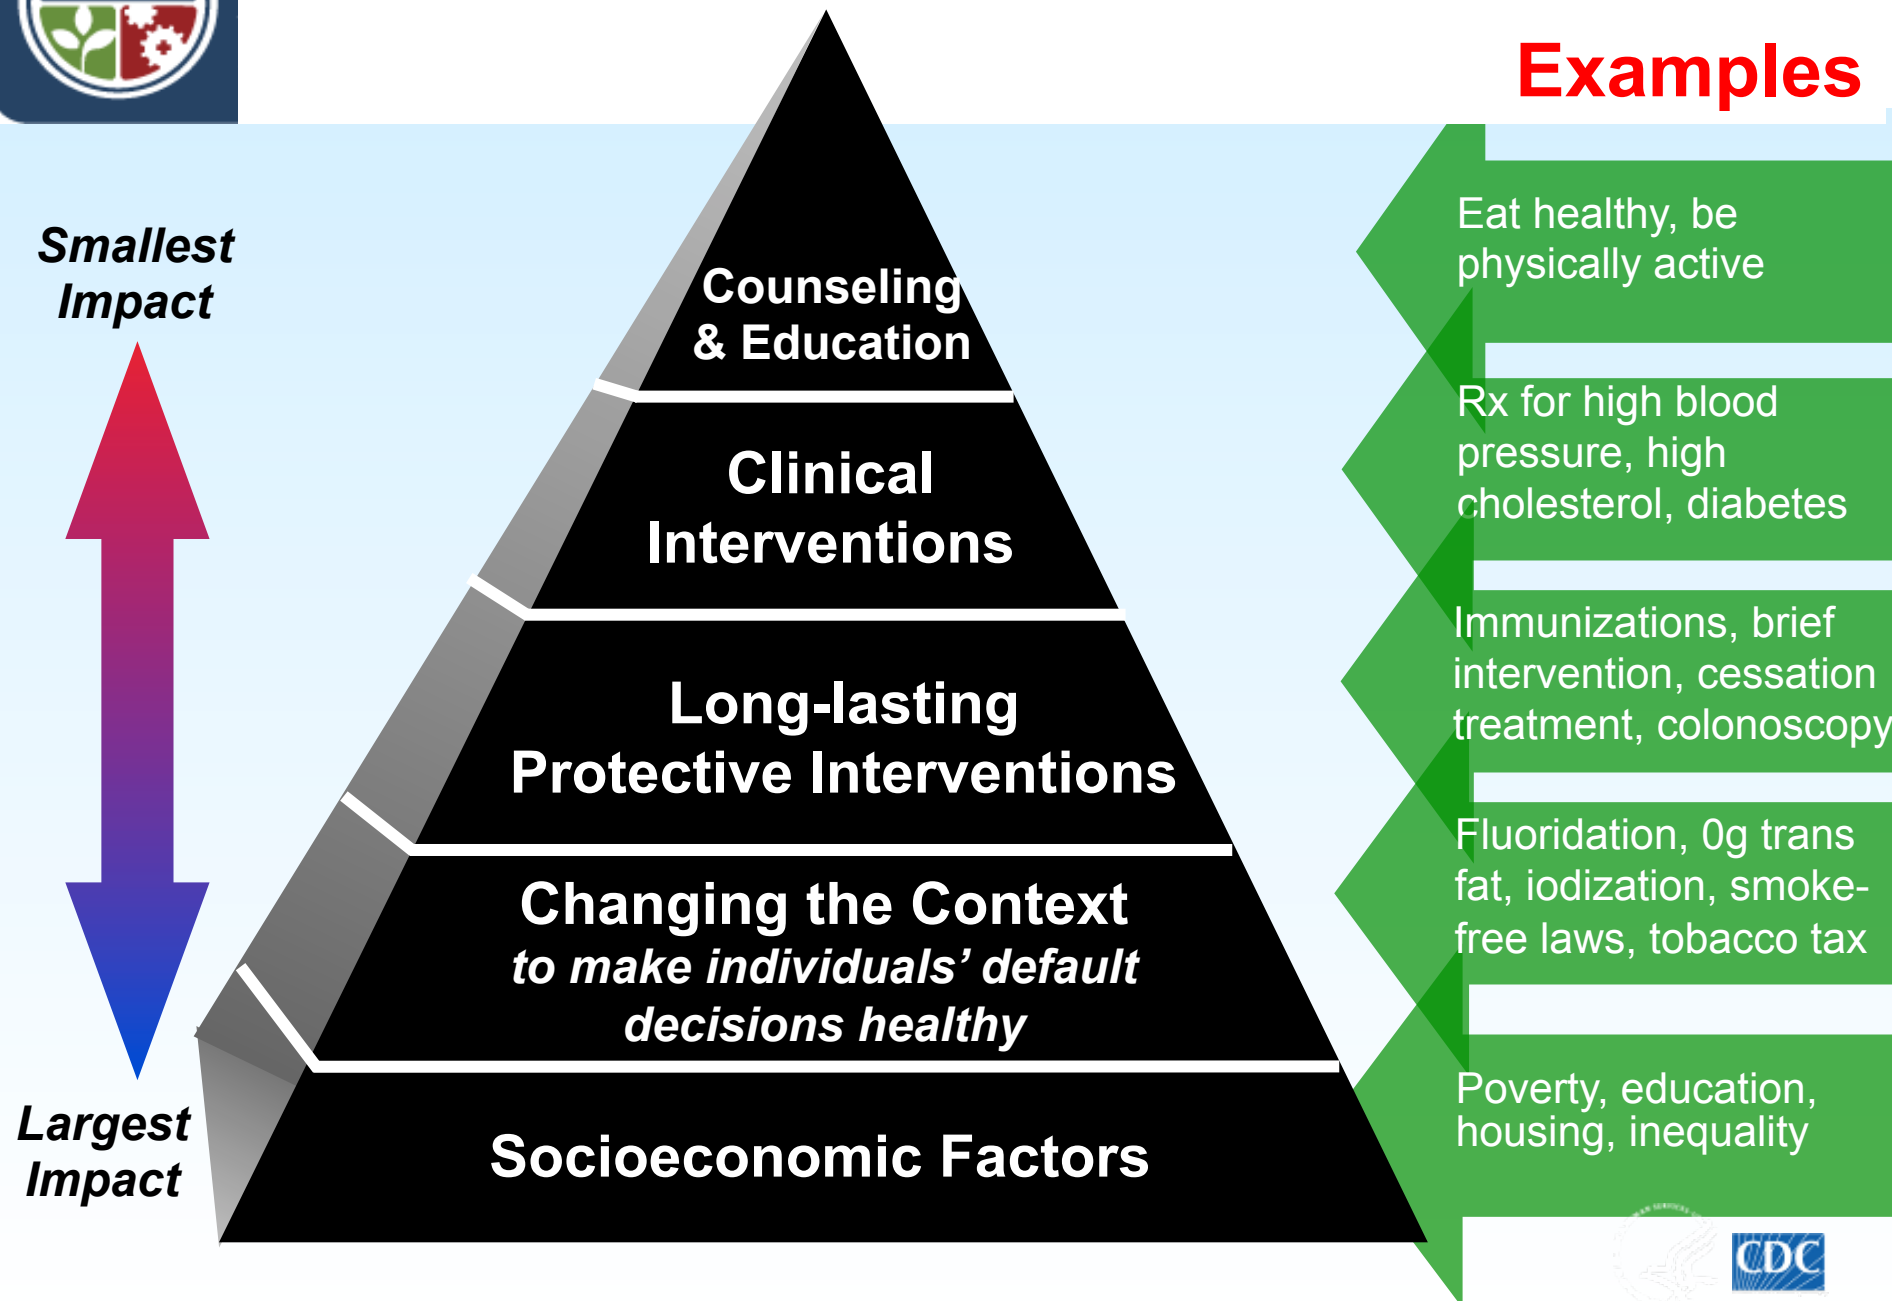 Examples
Smallest
Impact
Counseling
& Education
Eat healthy, be
physically active
Clinical
Interventions
Rx for high blood
pressure, high
cholesterol, diabetes
Long-lasting
Protective Interventions
Immunizations, brief
intervention, cessation
treatment, colonoscopy
Changing the Context
to make individuals’ default
decisions healthy
Fluoridation, 0g trans
fat, iodization, smoke-
free laws, tobacco tax
Largest
Impact
Socioeconomic Factors
Poverty, education,
housing, inequality
CDC